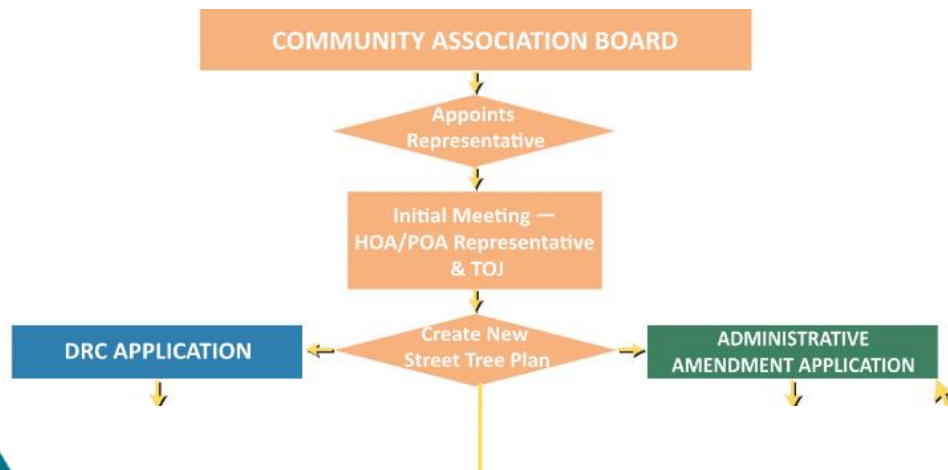 COMMUNITY ASSOCIATION BOARD
Appoints
Representative
Initial Meeting —
HOA/POA Representative
& TOJ
Create New
Street Tree Plan
DRC APPLICATION
ADMINISTRATIVE
AMENDMENT APPLICATION